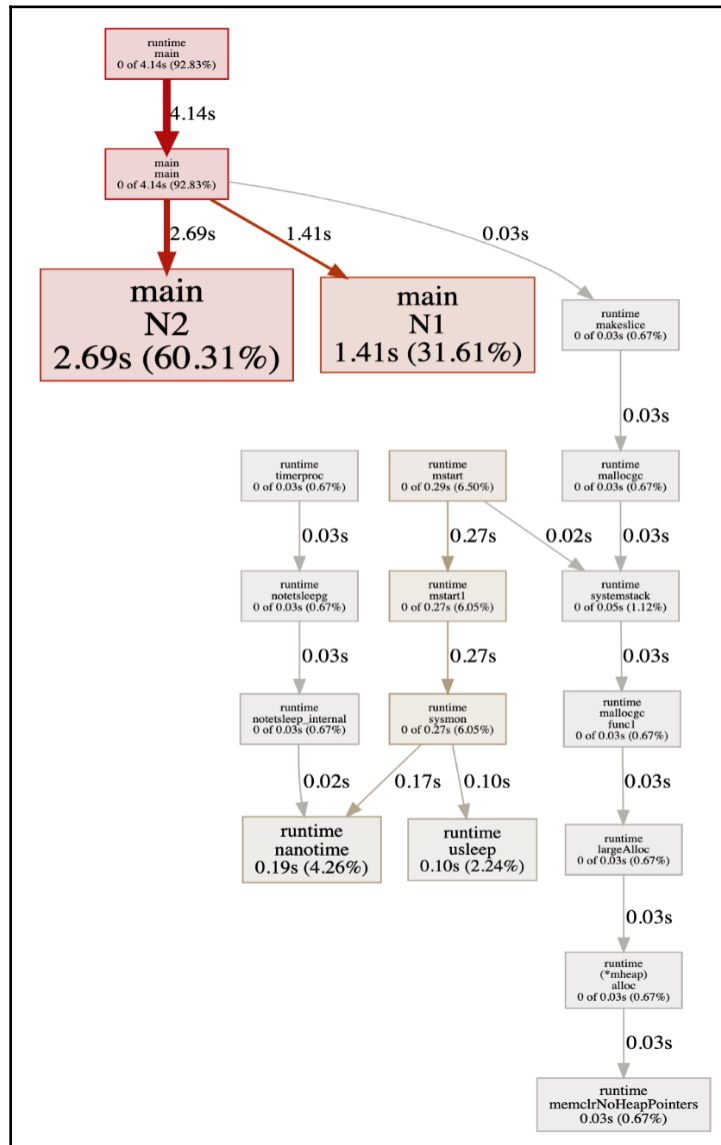 runtime
main
0 of 4.14s (92.83%)
4.14s
main
main
0 of 4.14s (92.83%)
2.69s
1.41s
0.03s
main
N2
2.69s (60.31%)
main
N1
1.41s (31.61%)
runtime
makeslice
0 of 0.03s (0.67%)
0.03s
runtime
timerproc
0 of 0.03s (0.67%)
runtime
mstart
0 of 0.29s (6.50%)
runtime
mallocgc
0 of 0.03s (0.67%)
0.03s
0.27s
0.02s
0.03s
runtime
notetsleepg
0 of 0.03s (0.67%)
runtime
mstart1
0 of 0.27s (6.05%)
runtime
systemstack
0 of 0.05s (1.12%)
0.03s
0.27s
0.03s
runtime
notetsleep_internal
0 of 0.03s (0.67%)
runtime
sysmon
0 of 0.27s (6.05%)
runtime
mallocgc
func1
0 of 0.03s (0.67%)
0.02s
0.17s
0.10s
0.03s
runtime
nanotime
0.19s (4.26%)
runtime
usleep
0.10s (2.24%)
runtime
largeAlloc
0 of 0.03s (0.67%)
0.03s
runtime
(*mheap)
alloc
0 of 0.03s (0.67%)
0.03s
runtime
memclrNoHeapPointers
0.03s (0.67%)